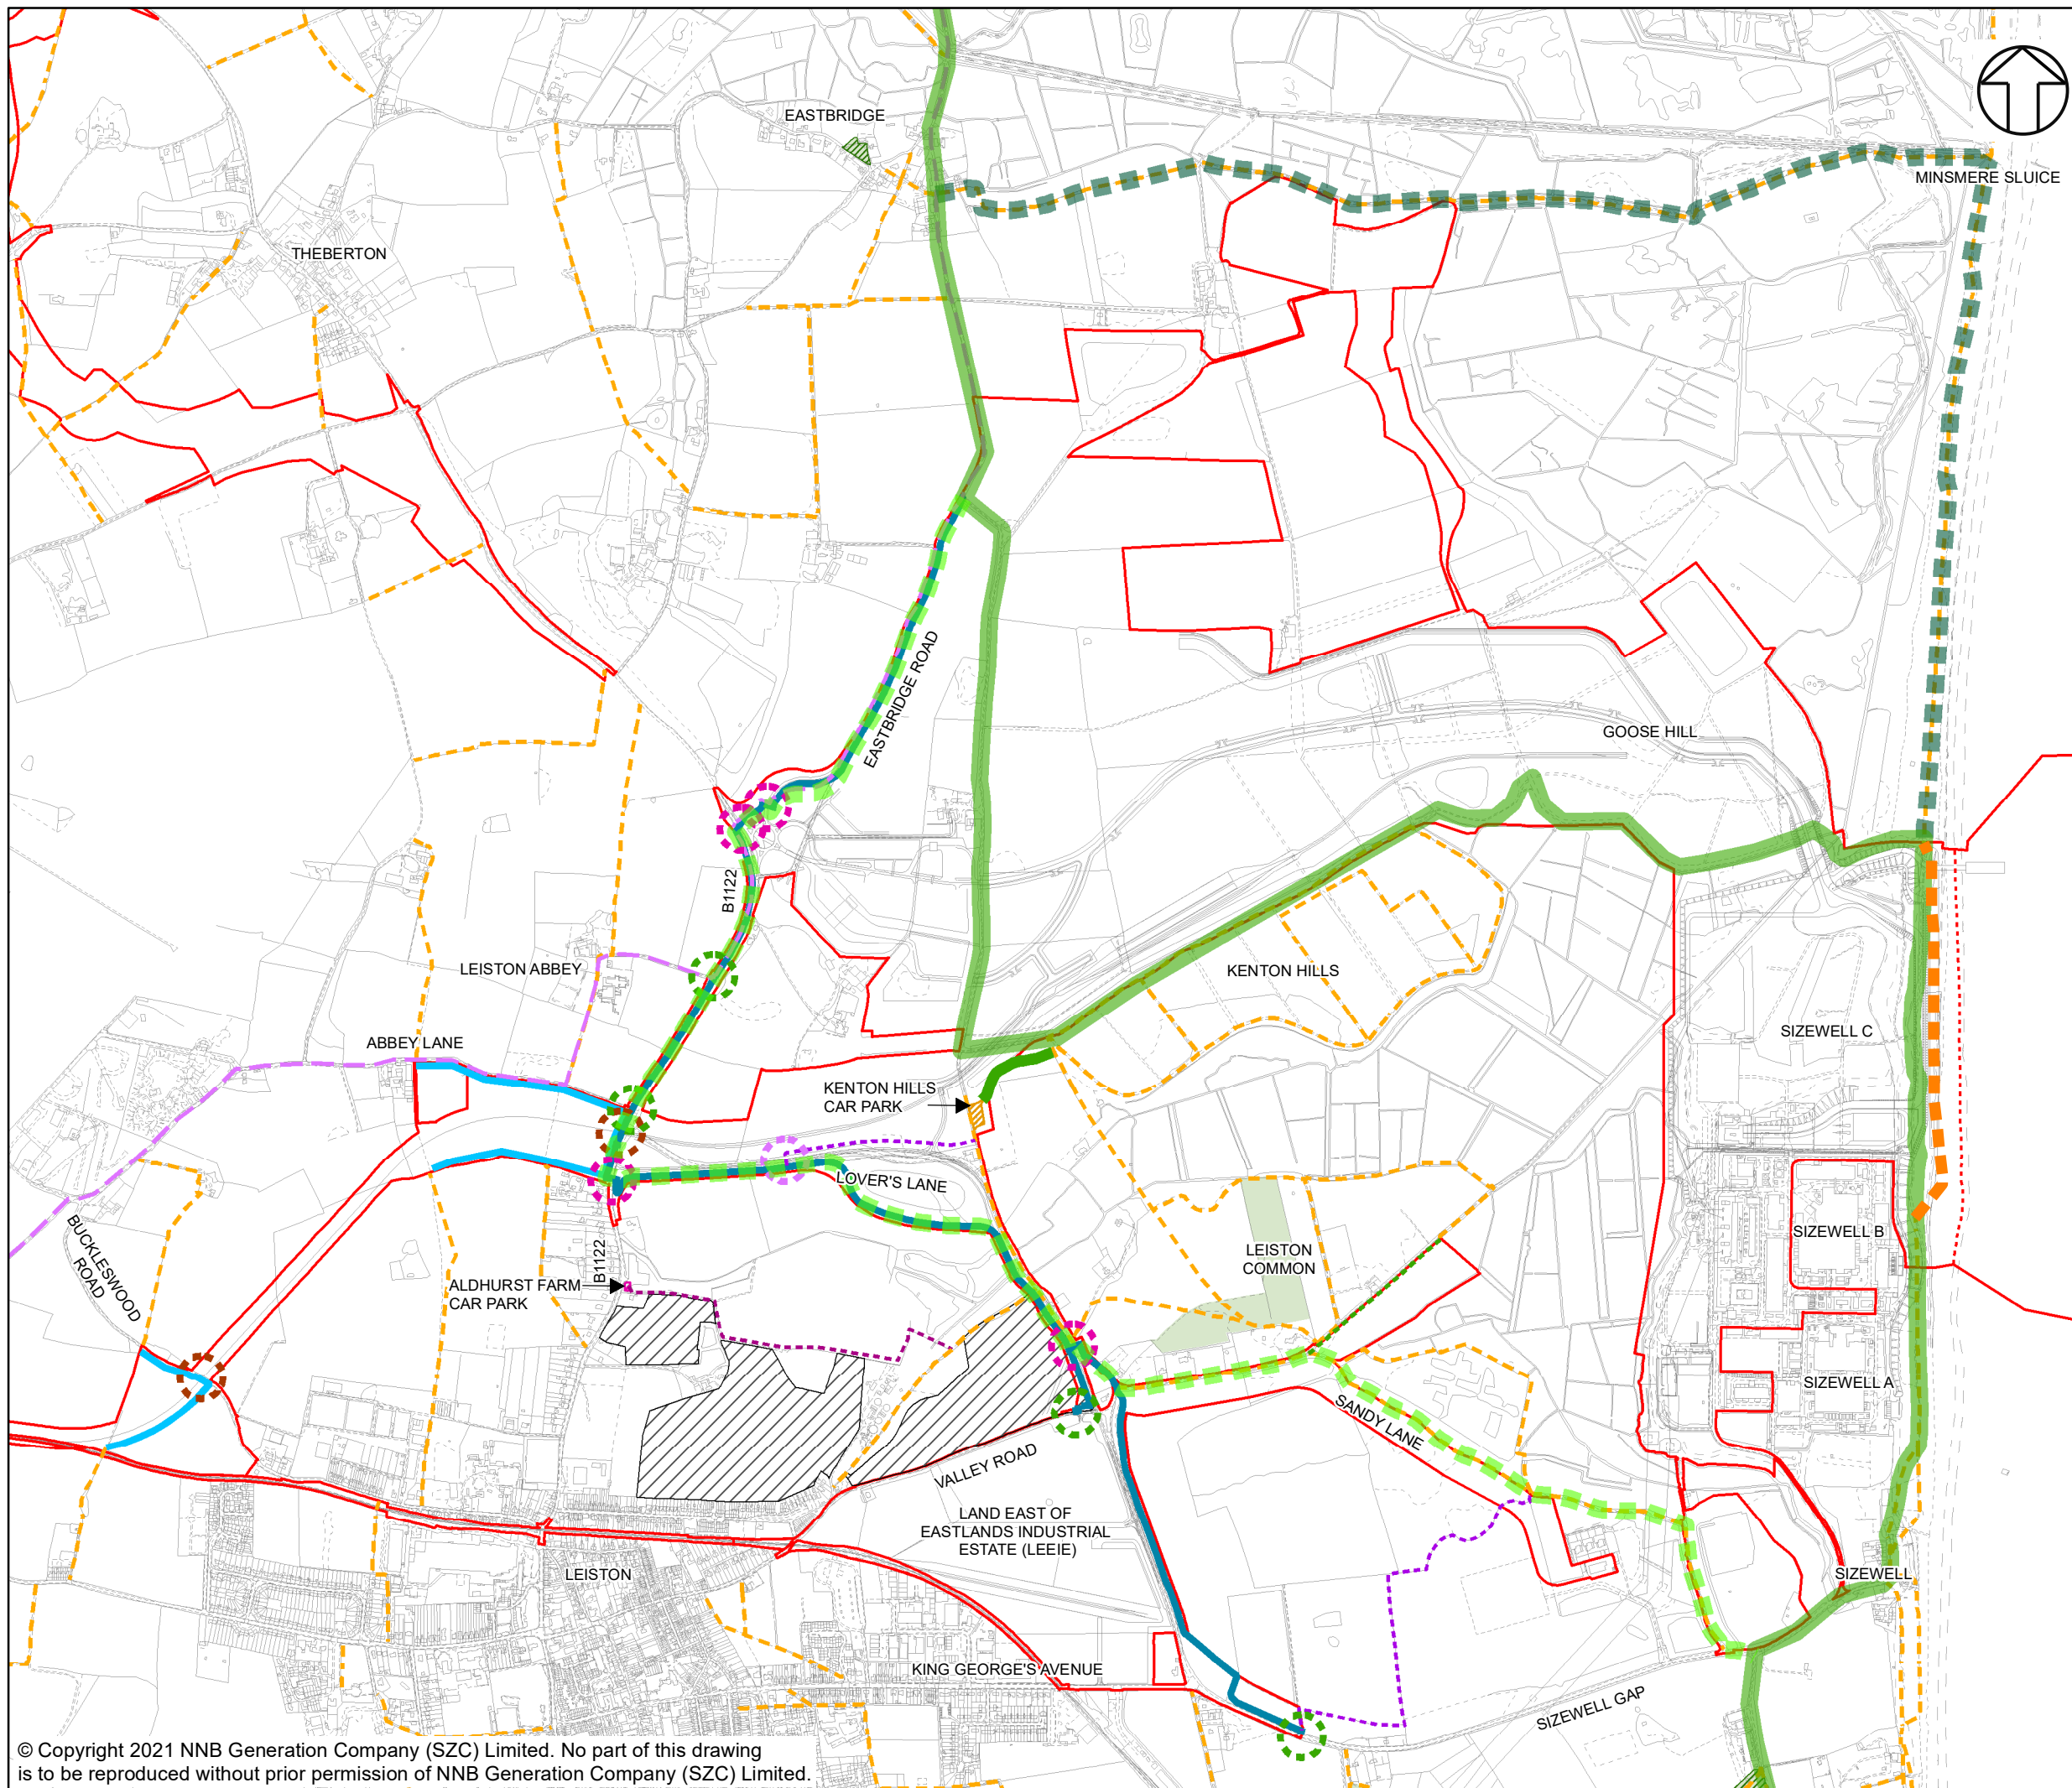 EASTBRIDGE
MINSMERE SLUICE
THEBERTON
EASTBRIDGE ROAD
GOOSE HILL
B1122
LEISTON ABBEY
KENTON HILLS
SIZEWELL C
ABBEY LANE
KENTON HILLS
CAR PARK
LOVER'S LANE
BUCKLESWOOD
ROAD
B1122
SIZEWELL B
LEISTON
COMMON
ALDHURST FARM
CAR PARK
SIZEWELL A
SANDY LANE
VALLEY ROAD
LAND EAST OF
EASTLANDS INDUSTRIAL
ESTATE (LEEIE)
LEISTON
SIZEWELL
KING GEORGE'S AVENUE
SIZEWELL GAP
© Copyright 2021 NNB Generation Company (SZC) Limited. No part of this drawing
is to be reproduced without prior permission of NNB Generation Company (SZC) Limited.